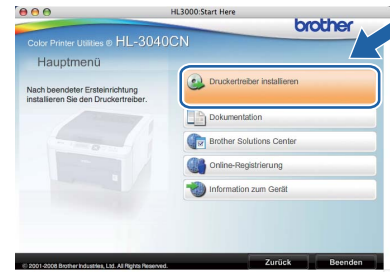 HL3000:Start Here
brother
Color Printer Utilities ® HL-3040CN
Hauptmenü
Nach beendeter Ersteinrichtung
installieren Sie den Druckertreiber.
Druckertreiber installieren
Dokumentation
Brother Solutions Center
Online-Registrierung
Information zum Gerät
© 2001-2008 Brother Industries, Ltd. All Rights Reserved.
Zurück
Beenden